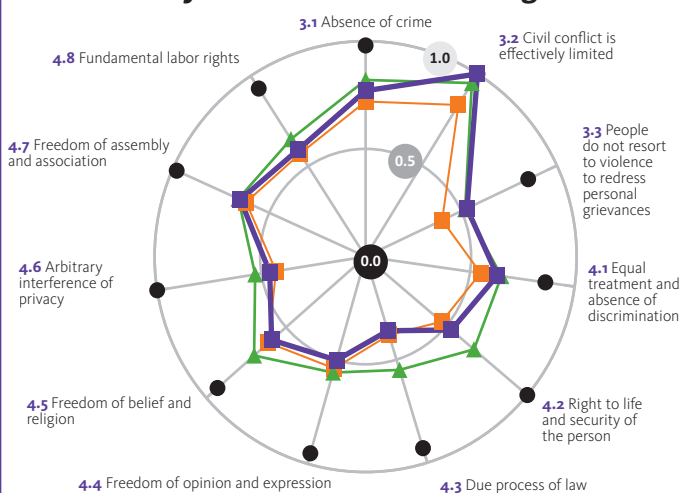 3.1 Absence of crime
3.2 Civil conflict is
effectively limited
4.8 Fundamental labor rights
1.0
3.3 People
do not resort
to violence
to redress
personal
grievances
4.7 Freedom of assembly
and association
0.5
4.6 Arbitrary
interference of
privacy
0.0
4.1 Equal
treatment and
absence of
discrimination
4.5 Freedom of belief and
religion
4.2 Right to life
and security of
the person
4.4 Freedom of opinion and expression
4.3 Due process of law